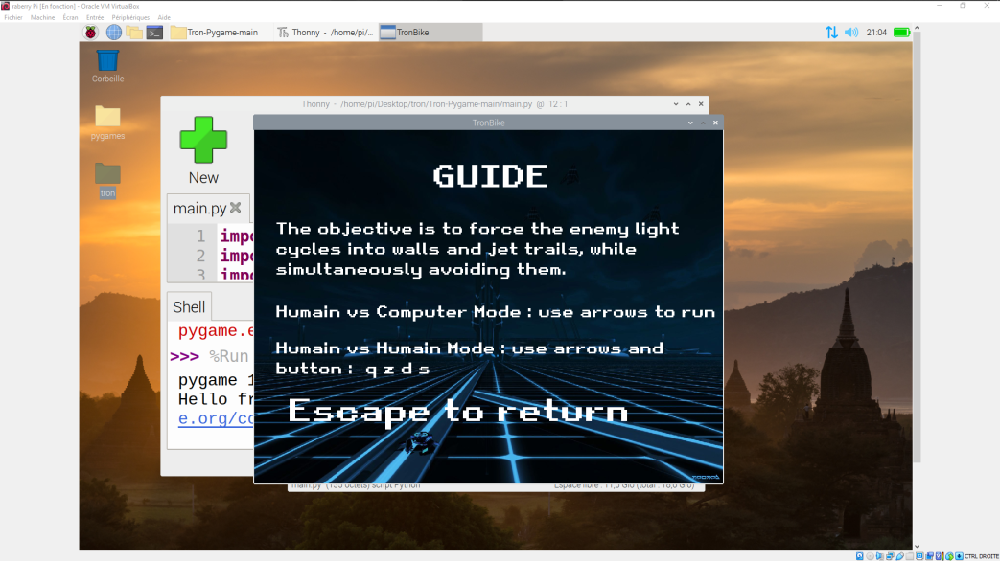 raberry Pi [En fonction] - Oracle VM VirtualBox
Fichier Machine Écran Entrée Périphériques Aide
Tron-Pygame-main
Thonny - /home/pi/...
TronBike
21:04
Corbeille
pygames
tron
Thonny - /home/pi/Desktop/tron/Tron-Pygame-main/main.py @ 12 : 1
TronBike
New
main.py
1 impo
2 impo
3 impo
Shell
pygame.e
>>> %Run
pygame 1
Hello fr
e.org/co
GUIDE
The objective is to force the enemy light
cycles into walls and jet trails, while
simultaneously avoiding them.
Humain vs Computer Mode : use arrows to run
Humain vs Humain Mode : use arrows and
button : q z d s
Escape to return
main.py (135 octets) script Python
Espace libre : 11,5 Gio (total : 18,0 Gio)
CTRL DROITE